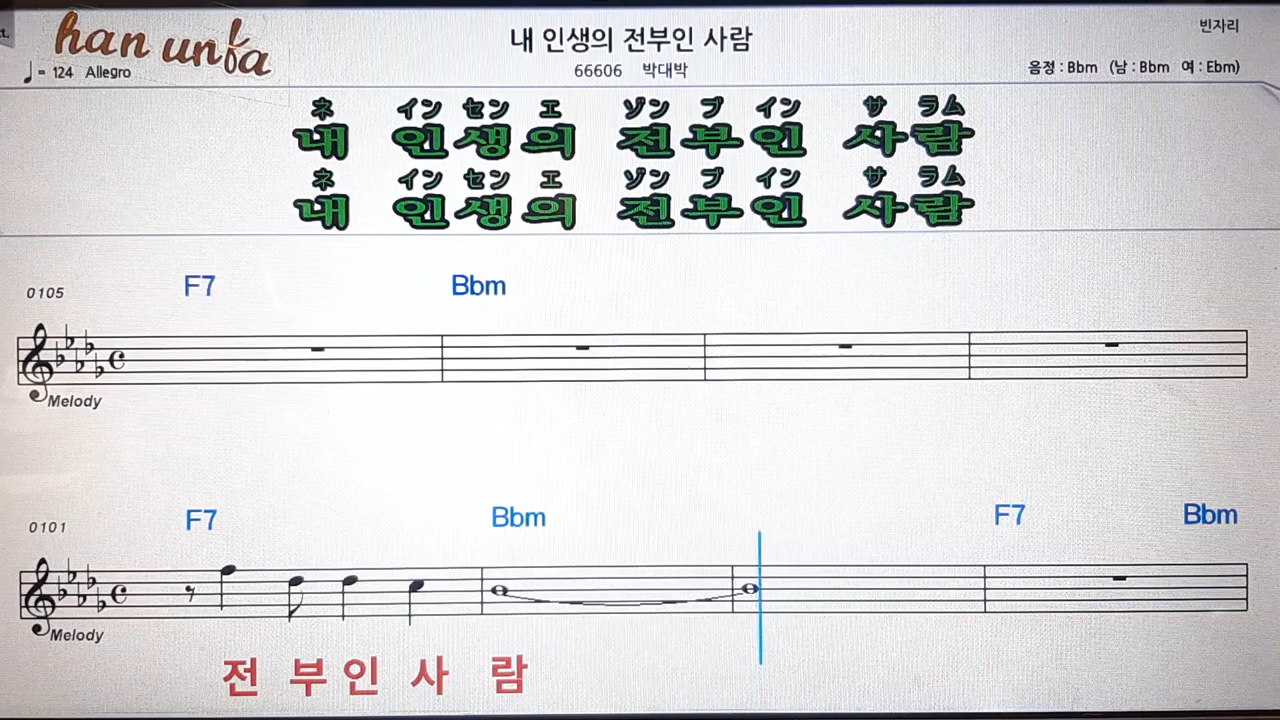 han unfa
♩= 124 Allegro
내 인생의 전부인 사람
66606 박대박
빈자리
음정 : Bbm (남 : Bbm 여 : Ebm)
ネ イン セン エ ゾン ブ イン サ ラム
내 인생의 전부인 사람
ネ イン セン エ ゾン ブ イン サ ラム
내 인생의 전부인 사람
0105 F7 Bbm
Melody
0101 F7 Bbm F7 Bbm
Melody
전 부 인 사 람